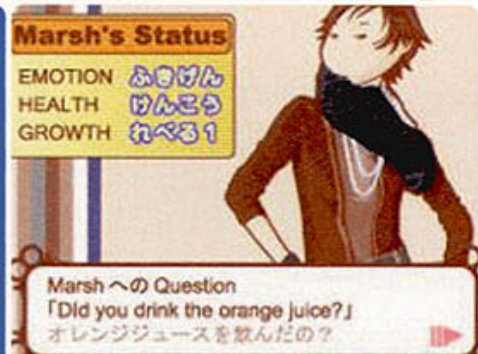 Marsh's Status
EMOTION ふきげん
HEALTH けんこう
GROWTH れべる1
Marshへの Question
「Did you drink the orange juice?」
オレンジジュースを飲んだの？